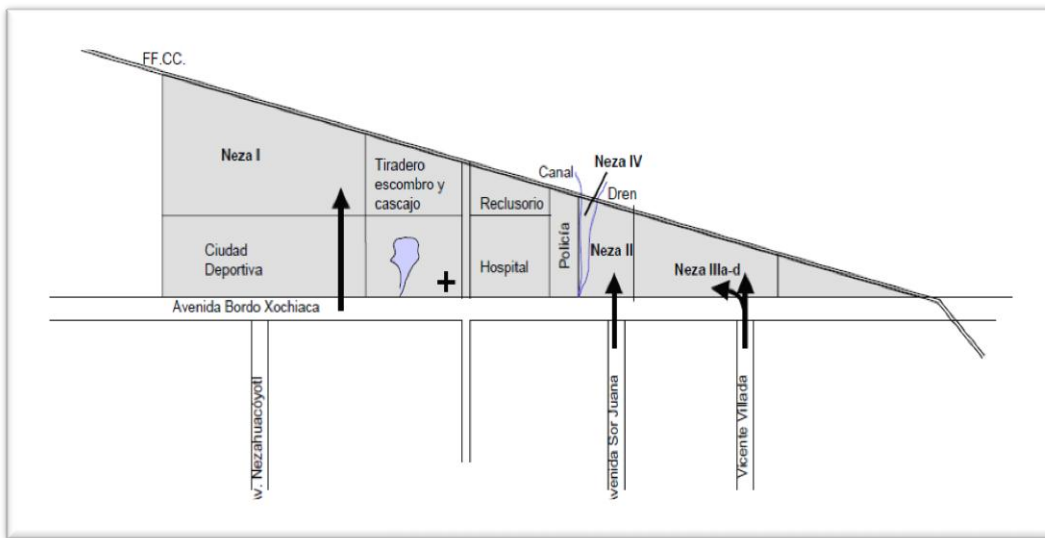 FF.CC.
Neza I
Tiradero
escombro y
cascajo
Canal
Neza IV
Dren
Reclusorio
Policía
Ciudad
Deportiva
Hospital
Neza II
Neza IIIa-d
Avenida Bordo Xochiaca
v. Nezahuacóyotl
venida Sor Juana
Vicente Villada